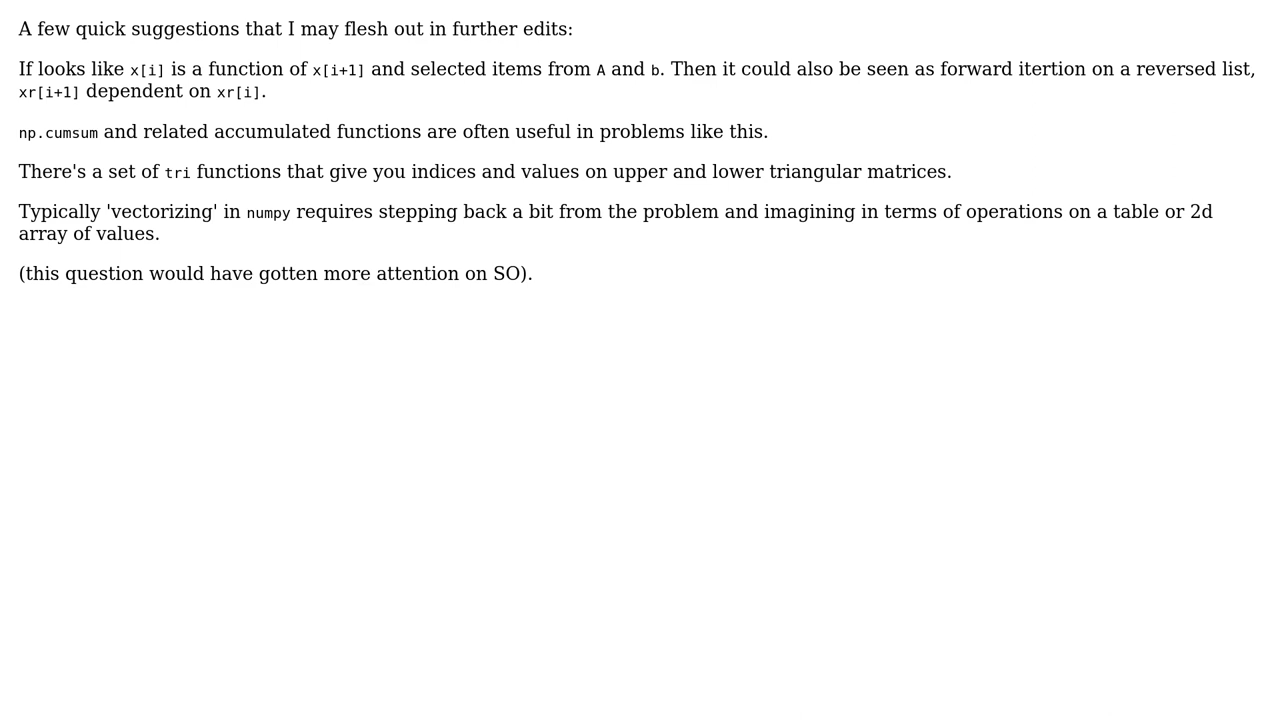 A few quick suggestions that I may flesh out in further edits:
If looks like x[i] is a function of x[i+1] and selected items from A and b. Then it could also be seen as forward itertion on a reversed list,
xr[i+1] dependent on xr[i].
np.cumsum and related accumulated functions are often useful in problems like this.
There's a set of tri functions that give you indices and values on upper and lower triangular matrices.
Typically 'vectorizing' in numpy requires stepping back a bit from the problem and imagining in terms of operations on a table or 2d
array of values.
(this question would have gotten more attention on SO).